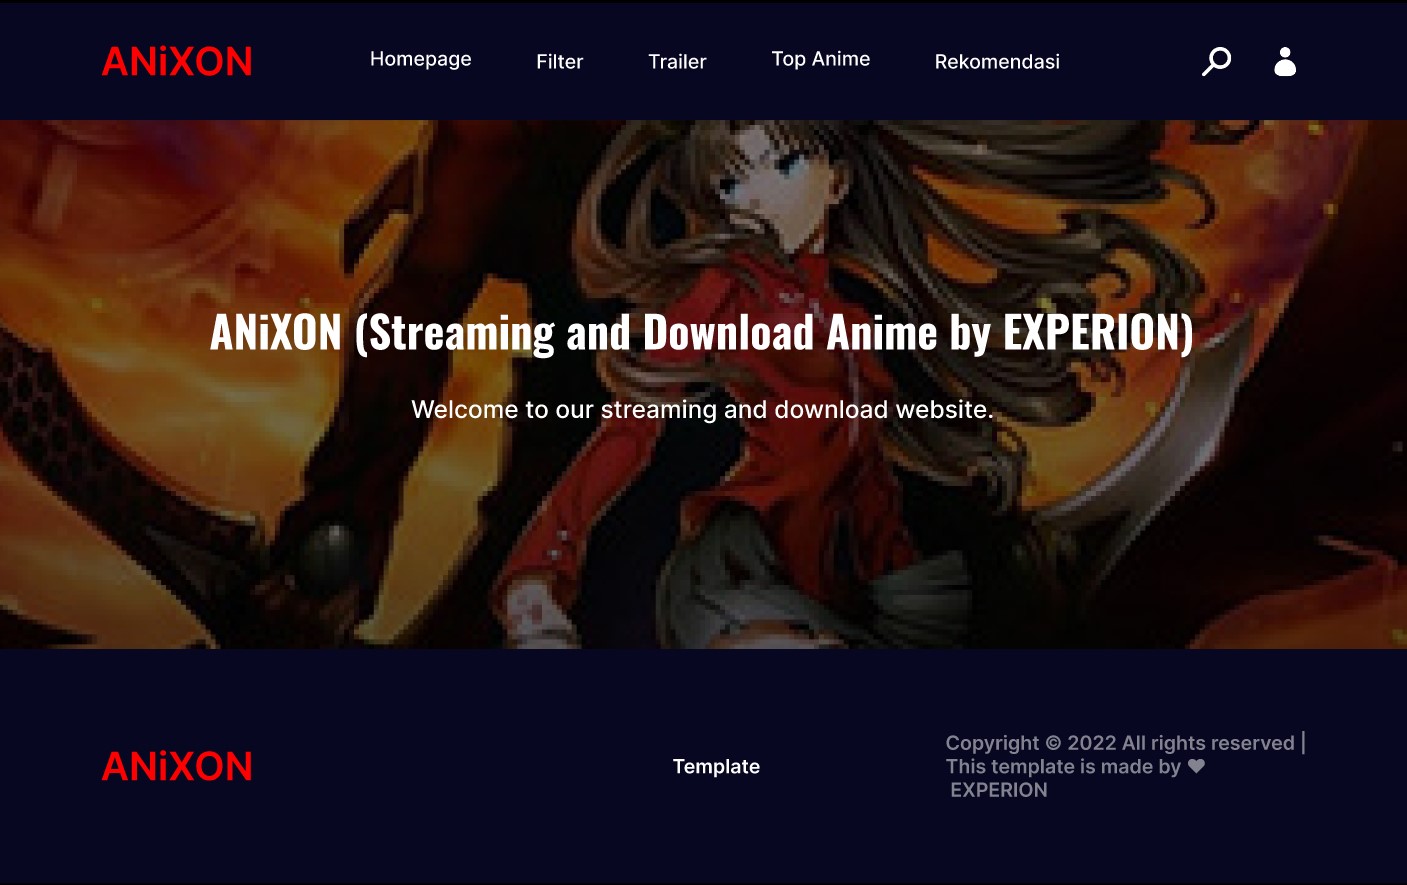 ANiXON
Homepage
Filter
Trailer
Top Anime
Rekomendasi
ANiXON (Streaming and Download Anime by EXPERION)
Welcome to our streaming and download website.
ANiXON
Template
Copyright © 2022 All rights reserved |
This template is made by ♥
EXPERION